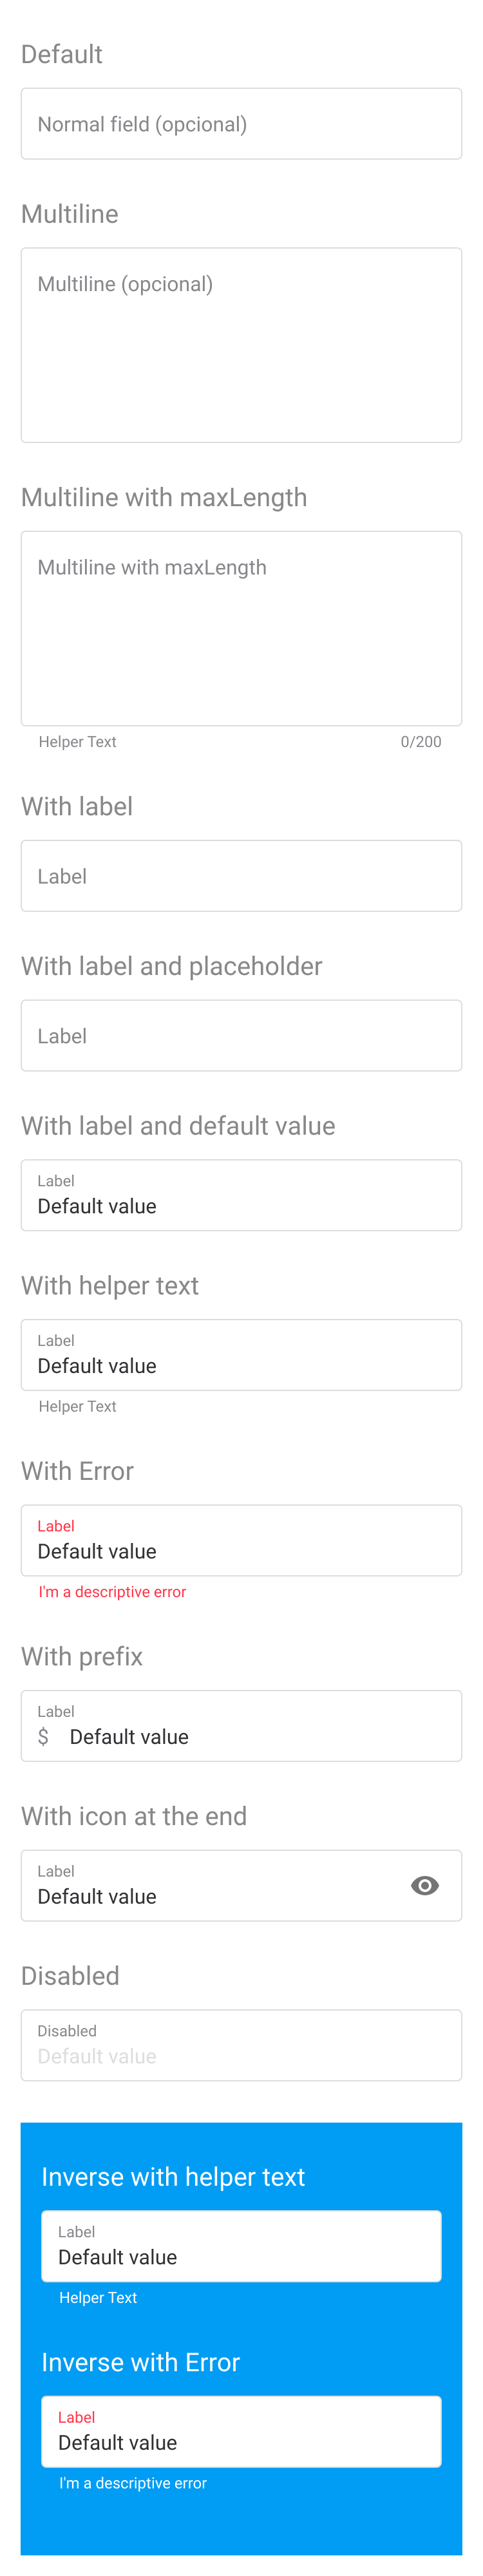 Default
Normal field (opcional)
Multiline
Multiline (opcional)
Multiline with maxLength
Multiline with maxLength
Helper Text 0/200
With label
Label
With label and placeholder
Label
With label and default value
Label
Default value
With helper text
Label
Default value
Helper Text
With Error
Label
Default value
I'm a descriptive error
With prefix
Label
$ Default value
With icon at the end
Label
Default value
Disabled
Disabled
Default value
Inverse with helper text
Label
Default value
Helper Text
Inverse with Error
Label
Default value
I'm a descriptive error